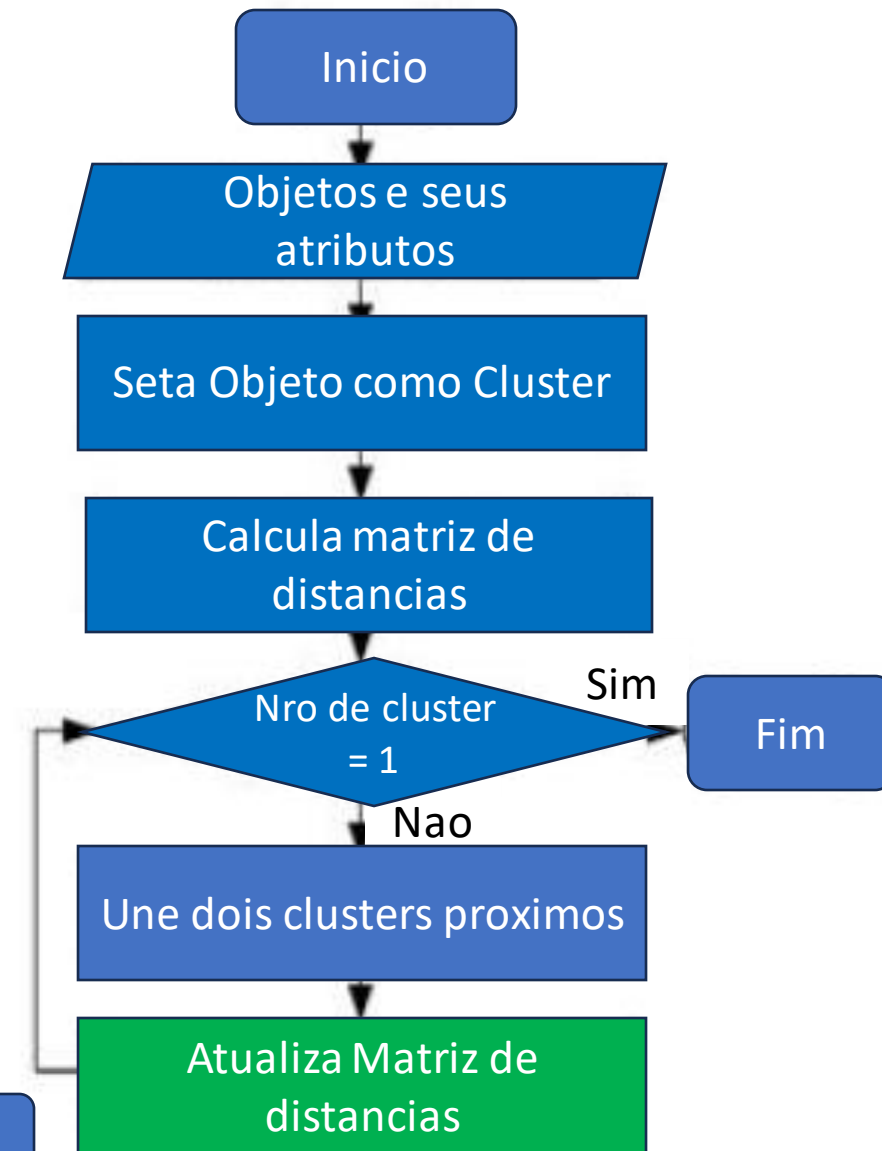 Inicio
Objetos e seus
atributos
Seta Objeto como Cluster
Calcula matriz de
distancias
Nro de cluster
= 1
Sim
Fim
Nao
Une dois clusters proximos
Atualiza Matriz de
distancias